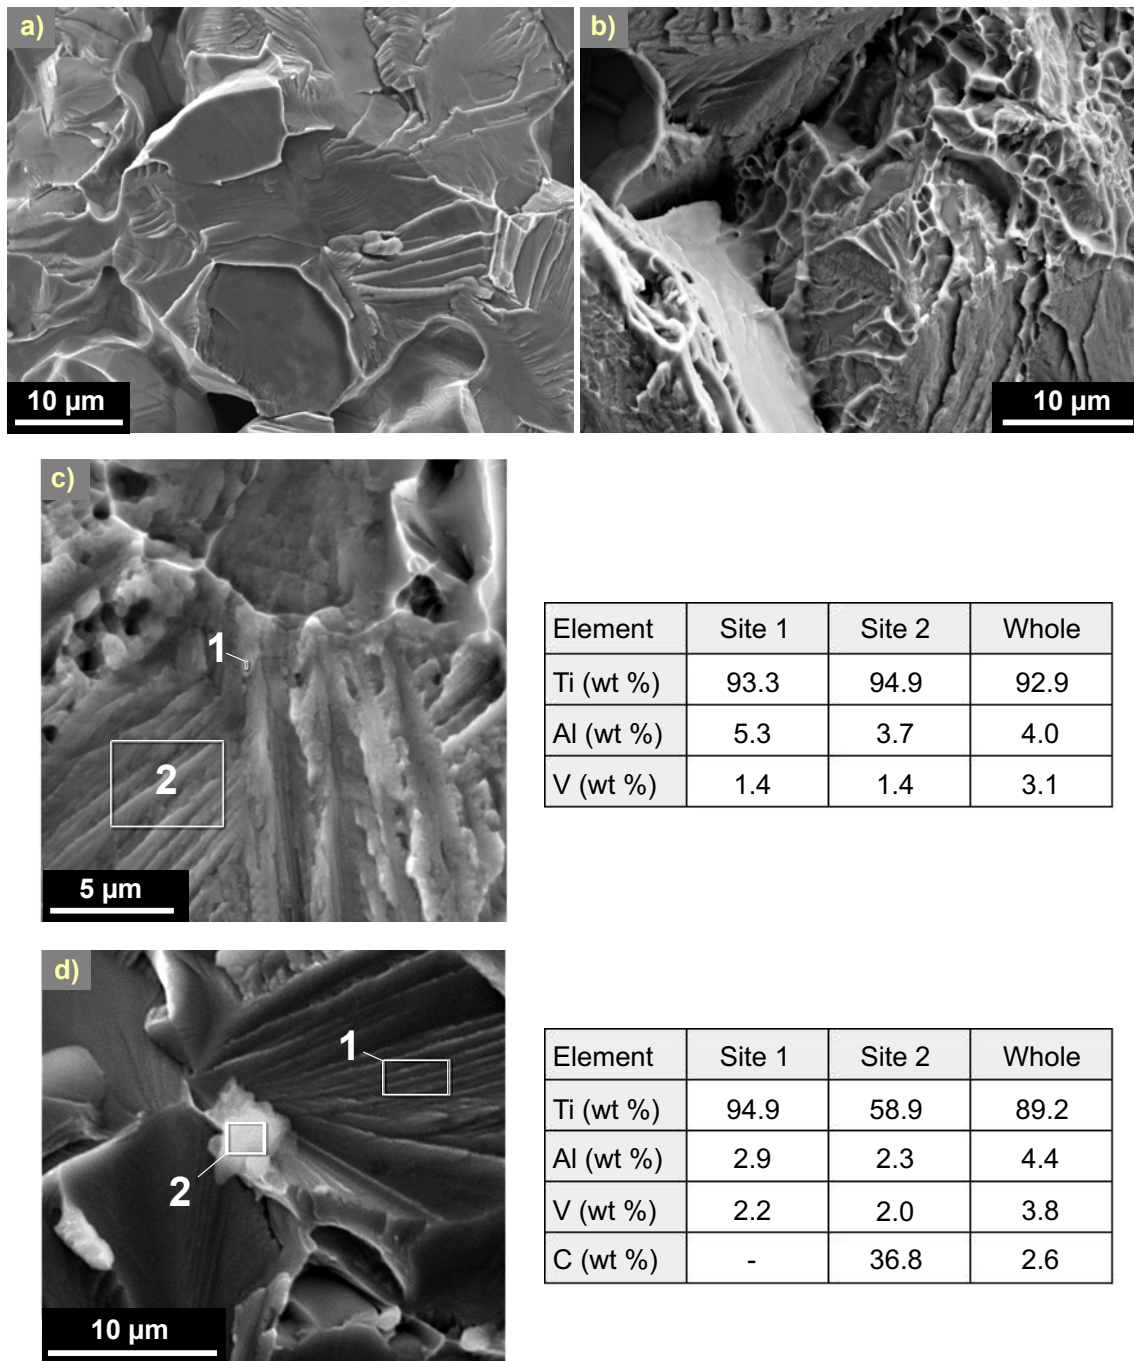 a)
b)
10 µm
10 µm
c)
1
2
5 µm
Element Site 1 Site 2 Whole
Ti (wt %) 93.3 94.9 92.9
Al (wt %) 5.3 3.7 4.0
V (wt %) 1.4 1.4 3.1
d)
1
2
10 µm
Element Site 1 Site 2 Whole
Ti (wt %) 94.9 58.9 89.2
Al (wt %) 2.9 2.3 4.4
V (wt %) 2.2 2.0 3.8
C (wt %) - 36.8 2.6